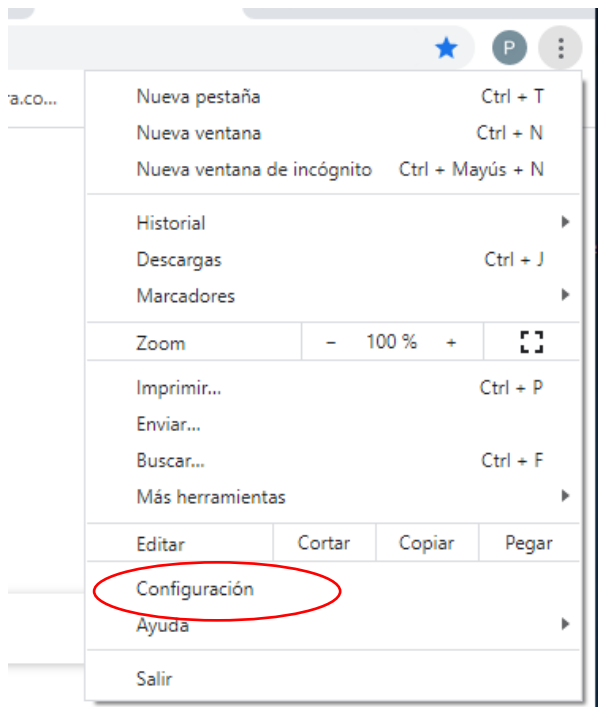 P
ra.co...
Nueva pestaña Ctrl + T
Nueva ventana Ctrl + N
Nueva ventana de incógnito Ctrl + Mayús + N
Historial
Descargas Ctrl + J
Marcadores
Zoom - 100 % +
Imprimir... Ctrl + P
Enviar...
Buscar... Ctrl + F
Más herramientas
Editar Cortar Copiar Pegar
Configuración
Ayuda
Salir